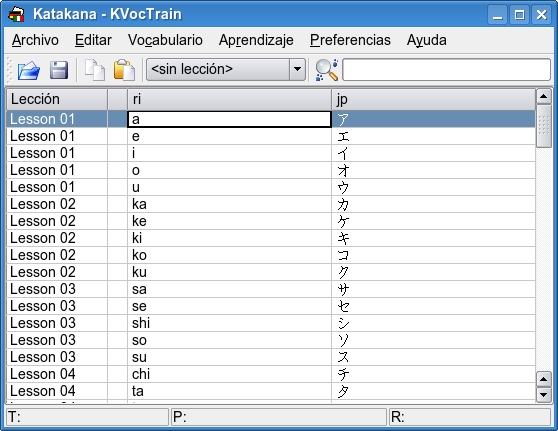 Katakana - KVocTrain
Archivo Editar Vocabulario Aprendizaje Preferencias Ayuda
<sin lección>
Lección ri jp
Lesson 01 a ア
Lesson 01 e エ
Lesson 01 i イ
Lesson 01 o オ
Lesson 01 u ウ
Lesson 02 ka カ
Lesson 02 ke ケ
Lesson 02 ki キ
Lesson 02 ko コ
Lesson 02 ku ク
Lesson 03 sa サ
Lesson 03 se セ
Lesson 03 shi シ
Lesson 03 so ソ
Lesson 03 su ス
Lesson 04 chi チ
Lesson 04 ta タ
T: P: R: